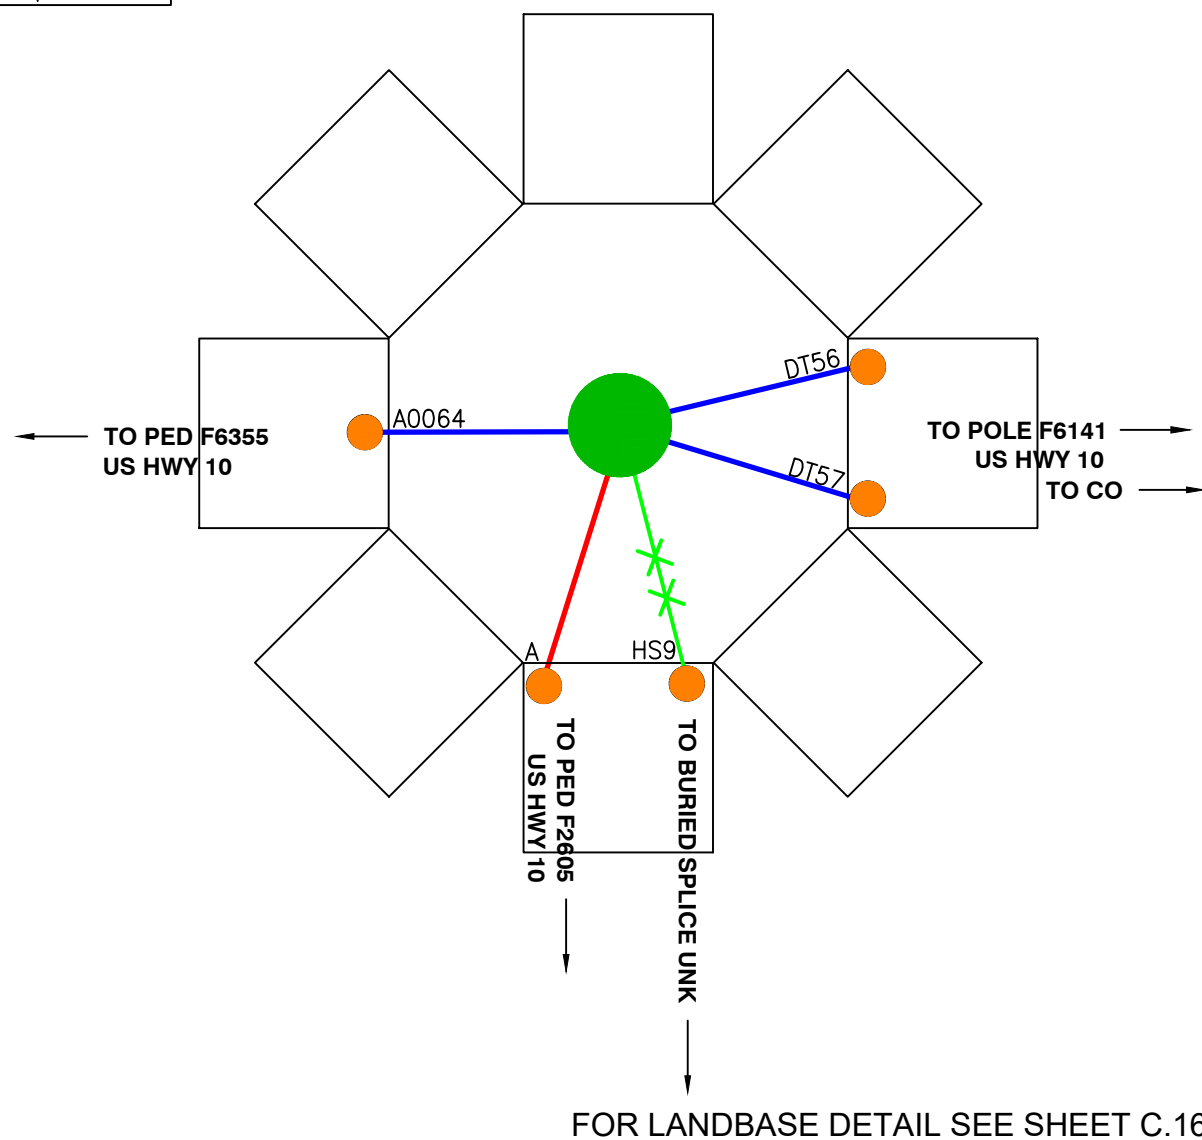 DT56
A0064
TO PED F6355
US HWY 10
TO POLE F6141
US HWY 10
DT57
TO CO
A
HS9
TO PED F2605
US HWY 10
TO BURIED SPLICE UNK
FOR LANDBASE DETAIL SEE SHEET C.16